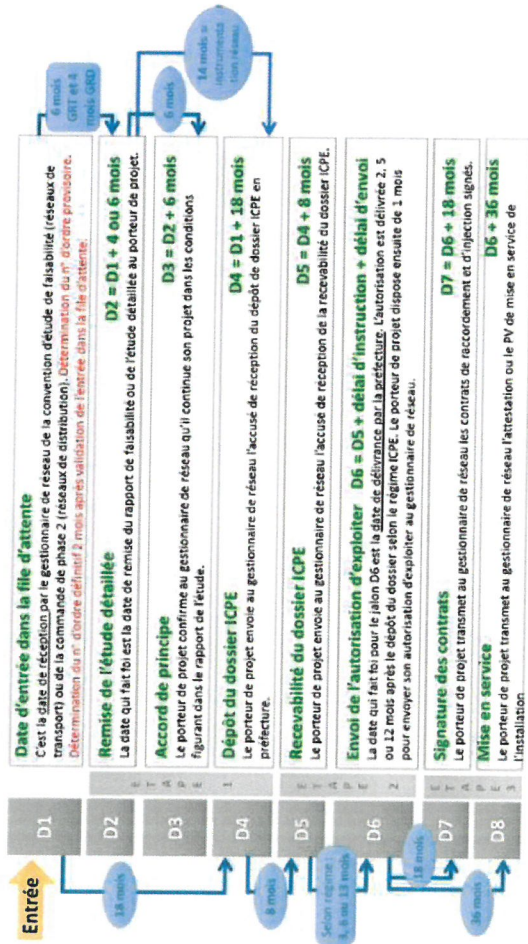 Entrée
D1
Date d'entrée dans la file d'attente
C'est la date de réception par le gestionnaire de réseau de la convention d'étude de faisabilité (réseaux de
transport) ou de la commande de phase 2 (réseaux de distribution). Détermination du n° d'ordre provisoire.
Détermination du n° d'ordre définitif 2 mois après validation de l'entrée dans la file d'attente.
6 mois
GRT et 4
mois GRD
D2
Remise de l'étude détaillée D2 = D1 + 4 ou 6 mois
La date qui fait foi est la date de remise du rapport de faisabilité ou de l'étude détaillée au porteur de projet.
18 mois
ETAPE 1
D3
Accord de principe D3 = D2 + 6 mois
Le porteur de projet confirme au gestionnaire de réseau qu'il continue son projet dans les conditions
figurant dans le rapport de l'étude.
6 mois
14 mois si
instrumenta
tion réseau
D4
Dépôt du dossier ICPE D4 = D1 + 18 mois
Le porteur de projet envoie au gestionnaire de réseau l'accusé de réception du dépôt de dossier ICPE en
préfecture.
8 mois
D5
Recevabilité du dossier ICPE D5 = D4 + 8 mois
Le porteur de projet envoie au gestionnaire de réseau l'accusé de réception de la recevabilité du dossier ICPE.
Selon régime :
3, 6 ou 13 mois
ETAPE 2
D6
Envoi de l'autorisation d'exploiter D6 = D5 + délai d'instruction + délai d'envoi
La date qui fait foi pour le jalon D6 est la date de délivrance par la préfecture. L'autorisation est délivrée 2, 5
ou 12 mois après le dépôt du dossier selon le régime ICPE. Le porteur de projet dispose ensuite de 1 mois
pour envoyer son autorisation d'exploiter au gestionnaire de réseau.
18 mois
D7
Signature des contrats D7 = D6 + 18 mois
Le porteur de projet transmet au gestionnaire de réseau les contrats de raccordement et d'injection signés.
36 mois
ETAPE 3
D8
Mise en service D6 + 36 mois
Le porteur de projet transmet au gestionnaire de réseau l'attestation ou le PV de mise en service de
l'installation